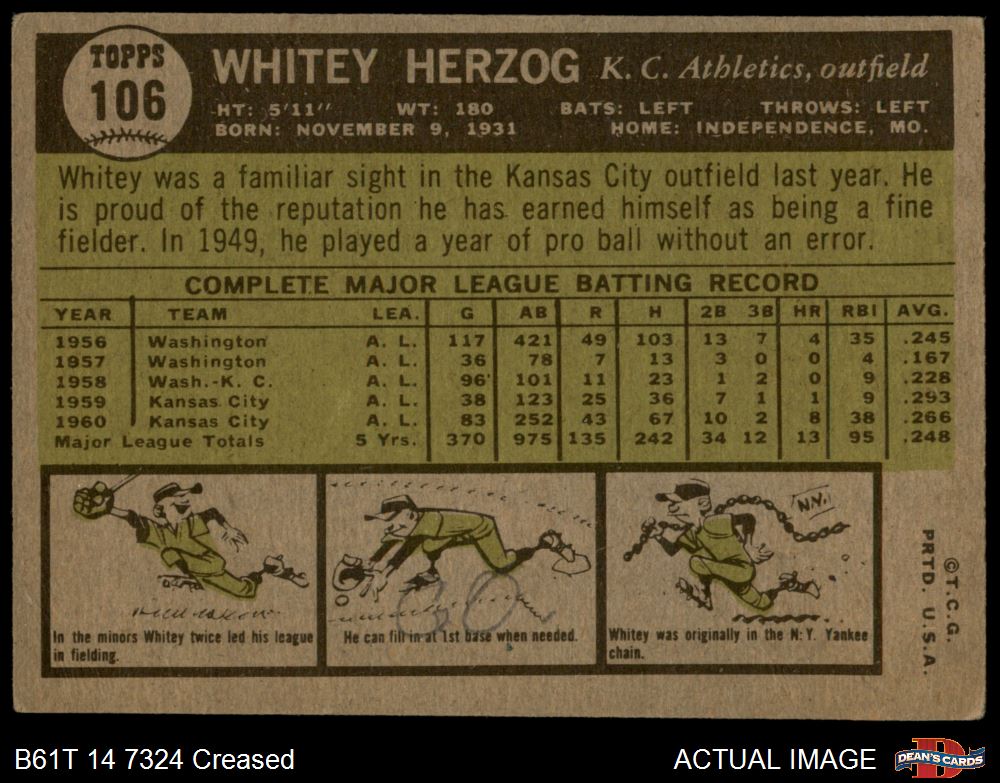 TOPPS
106
WHITEY HERZOG K. C. Athletics, outfield
HT: 5'11" WT: 180 BATS: LEFT THROWS: LEFT
BORN: NOVEMBER 9, 1931 HOME: INDEPENDENCE, MO.
Whitey was a familiar sight in the Kansas City outfield last year. He
is proud of the reputation he has earned himself as being a fine
fielder. In 1949, he played a year of pro ball without an error.
COMPLETE MAJOR LEAGUE BATTING RECORD
YEAR TEAM LEA. G AB R H 2B 3B HR RBI AVG.
1956 Washington A. L. 117 421 49 103 13 7 4 35 .245
1957 Washington A. L. 36 78 7 13 3 0 0 4 .167
1958 Wash.-K. C. A. L. 96 101 11 23 1 2 0 9 .228
1959 Kansas City A. L. 38 123 25 36 7 1 1 9 .293
1960 Kansas City A. L. 83 252 43 67 10 2 8 38 .266
Major League Totals 5 Yrs. 370 975 135 242 34 12 13 95 .248
N.Y.
30
In the minors Whitey twice led his league
in fielding.
He can fill in at 1st base when needed.
Whitey was originally in the N.Y. Yankee
chain.
©T.C.G.
PRTD. U.S.A.
B61T 14 7324 Creased
ACTUAL IMAGE
D
DEAN'S CARDS